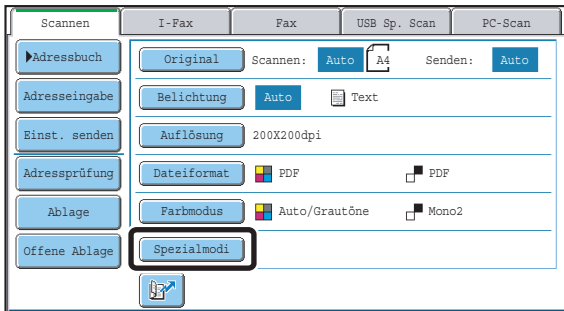 Scannen I-Fax Fax USB Sp. Scan PC-Scan
Adressbuch Original Scannen: Auto A4 Senden: Auto
Adresseingabe Belichtung Auto Text
Einst. senden Auflösung 200X200dpi
Adressprüfung Dateiformat PDF PDF
Ablage Farbmodus Auto/Grautöne Mono2
Offene Ablage Spezialmodi